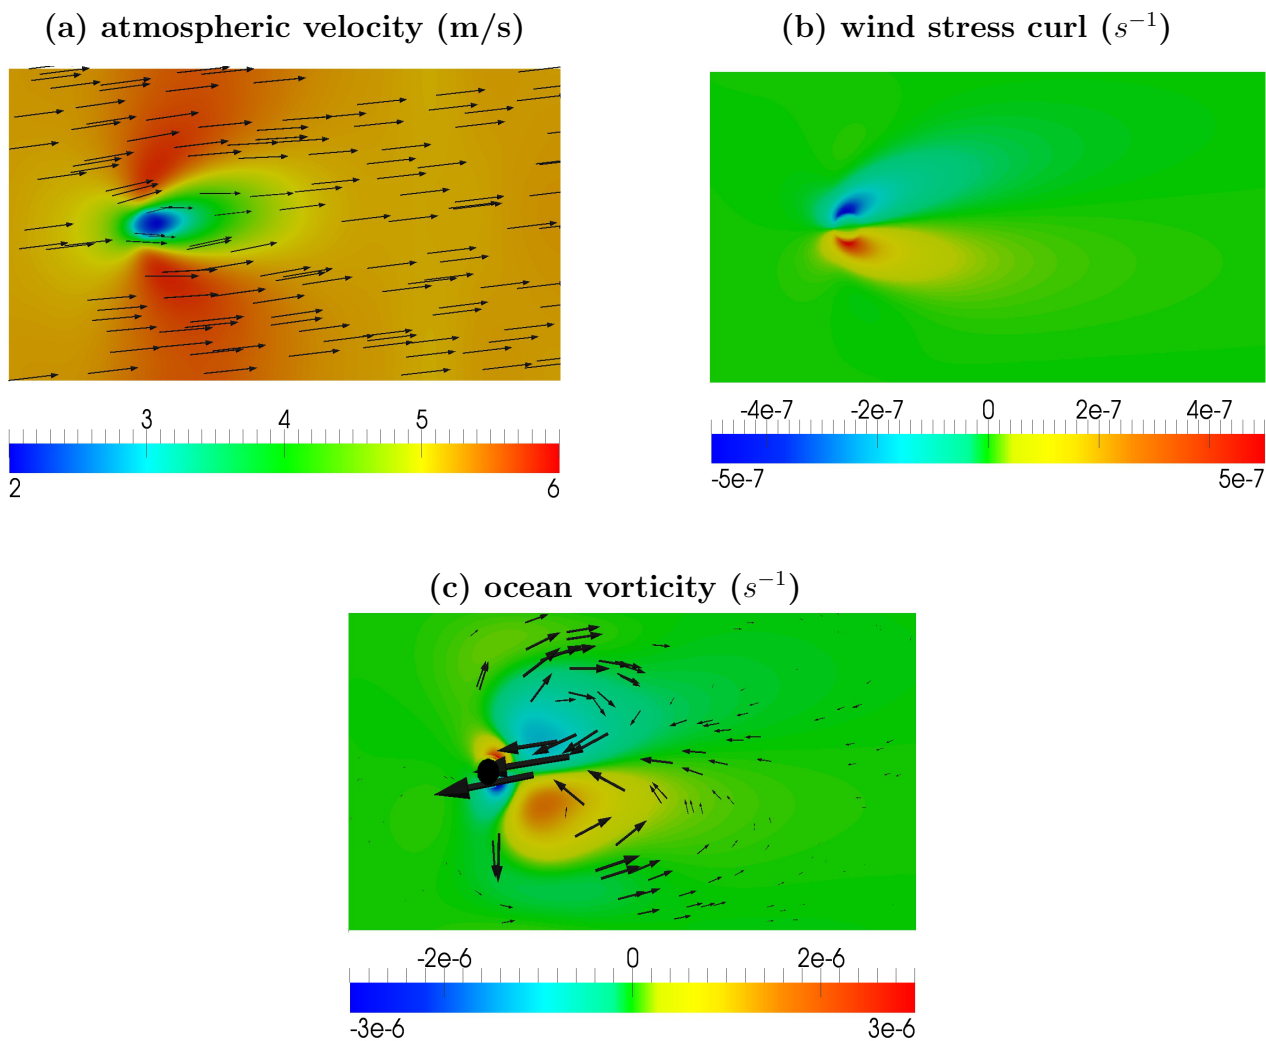 (a) atmospheric velocity (m/s)
(b) wind stress curl (s⁻¹)
3 4 5
2 6
-4e-7 -2e-7 0 2e-7 4e-7
-5e-7 5e-7
(c) ocean vorticity (s⁻¹)
-2e-6 0 2e-6
-3e-6 3e-6